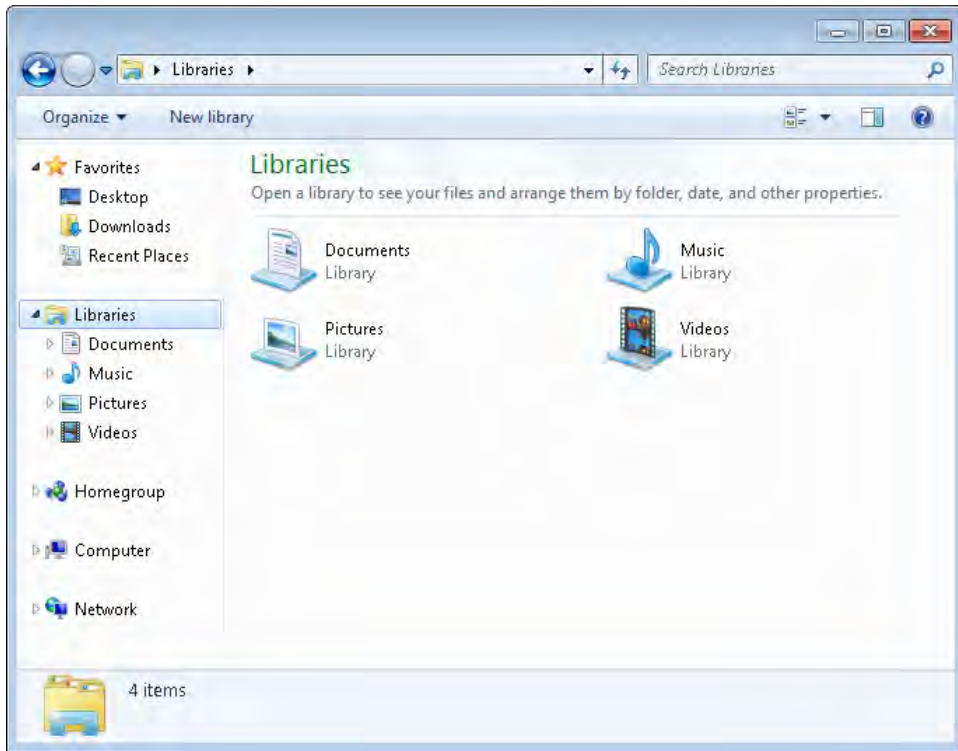 Libraries
Search Libraries
Organize
New library
Favorites
Desktop
Downloads
Recent Places
Libraries
Documents
Music
Pictures
Videos
Homegroup
Computer
Network
Libraries
Open a library to see your files and arrange them by folder, date, and other properties.
Documents
Library
Music
Library
Pictures
Library
Videos
Library
4 items